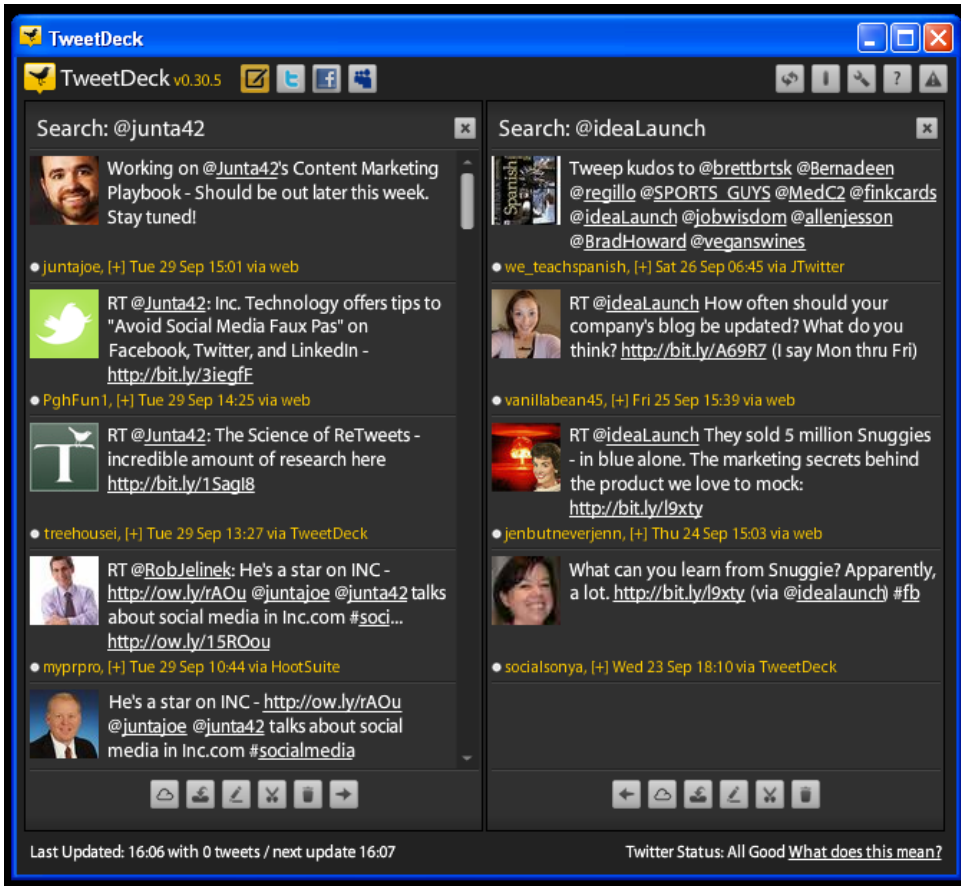 TweetDeck
TweetDeck v0.30.5
Search: @junta42
Working on @Junta42's Content Marketing
Playbook - Should be out later this week.
Stay tuned!
juntajoe, [+] Tue 29 Sep 15:01 via web
RT @Junta42: Inc. Technology offers tips to
"Avoid Social Media Faux Pas" on
Facebook, Twitter, and LinkedIn -
http://bit.ly/3iegfF
PghFun1, [+] Tue 29 Sep 14:25 via web
T
RT @Junta42: The Science of ReTweets -
incredible amount of research here
http://bit.ly/1SagI8
treehousei, [+] Tue 29 Sep 13:27 via TweetDeck
RT @RobJelinek: He's a star on INC -
http://ow.ly/rAOu @juntajoe @junta42 talks
about social media in Inc.com #soci...
http://ow.ly/15ROou
myprpro, [+] Tue 29 Sep 10:44 via HootSuite
He's a star on INC - http://ow.ly/rAOu
@juntajoe @junta42 talks about social
media in Inc.com #socialmedia
Search: @ideaLaunch
Spanish
Tweep kudos to @brettbrtsk @Bernadeen
@regillo @SPORTS_GUYS @MedC2 @finkcards
@ideaLaunch @jobwisdom @allenjesson
@BradHoward @veganswines
we_teachspanish, [+] Sat 26 Sep 06:45 via JTwitter
RT @ideaLaunch How often should your
company's blog be updated? What do you
think? http://bit.ly/A69R7 (I say Mon thru Fri)
vanillabean45, [+] Fri 25 Sep 15:39 via web
RT @ideaLaunch They sold 5 million Snuggies
- in blue alone. The marketing secrets behind
the product we love to mock:
http://bit.ly/l9xty
jenbutneverjenn, [+] Thu 24 Sep 15:03 via web
What can you learn from Snuggie? Apparently,
a lot. http://bit.ly/l9xty (via @idealaunch) #fb
socialsonya, [+] Wed 23 Sep 18:10 via TweetDeck
Last Updated: 16:06 with 0 tweets / next update 16:07
Twitter Status: All Good What does this mean?